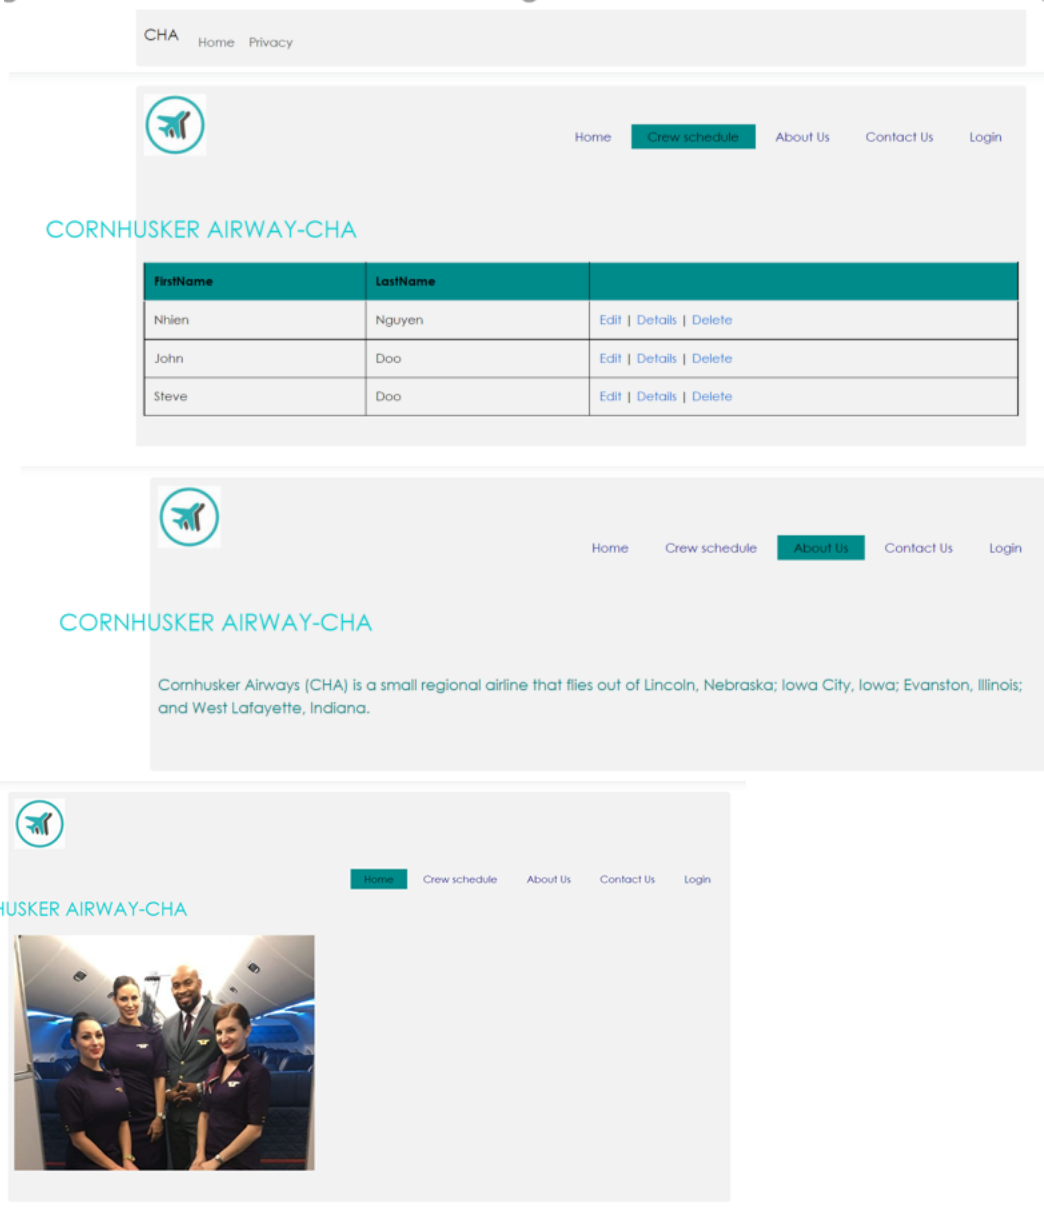 CHA Home Privacy
Home Crew schedule About Us Contact Us Login
CORNHUSKER AIRWAY-CHA
FirstName LastName
Nhien Nguyen Edit | Details | Delete
John Doo Edit | Details | Delete
Steve Doo Edit | Details | Delete
Home Crew schedule About Us Contact Us Login
CORNHUSKER AIRWAY-CHA
Cornhusker Airways (CHA) is a small regional airline that flies out of Lincoln, Nebraska; Iowa City, Iowa; Evanston, Illinois;
and West Lafayette, Indiana.
Home Crew schedule About Us Contact Us Login
HUSKER AIRWAY-CHA